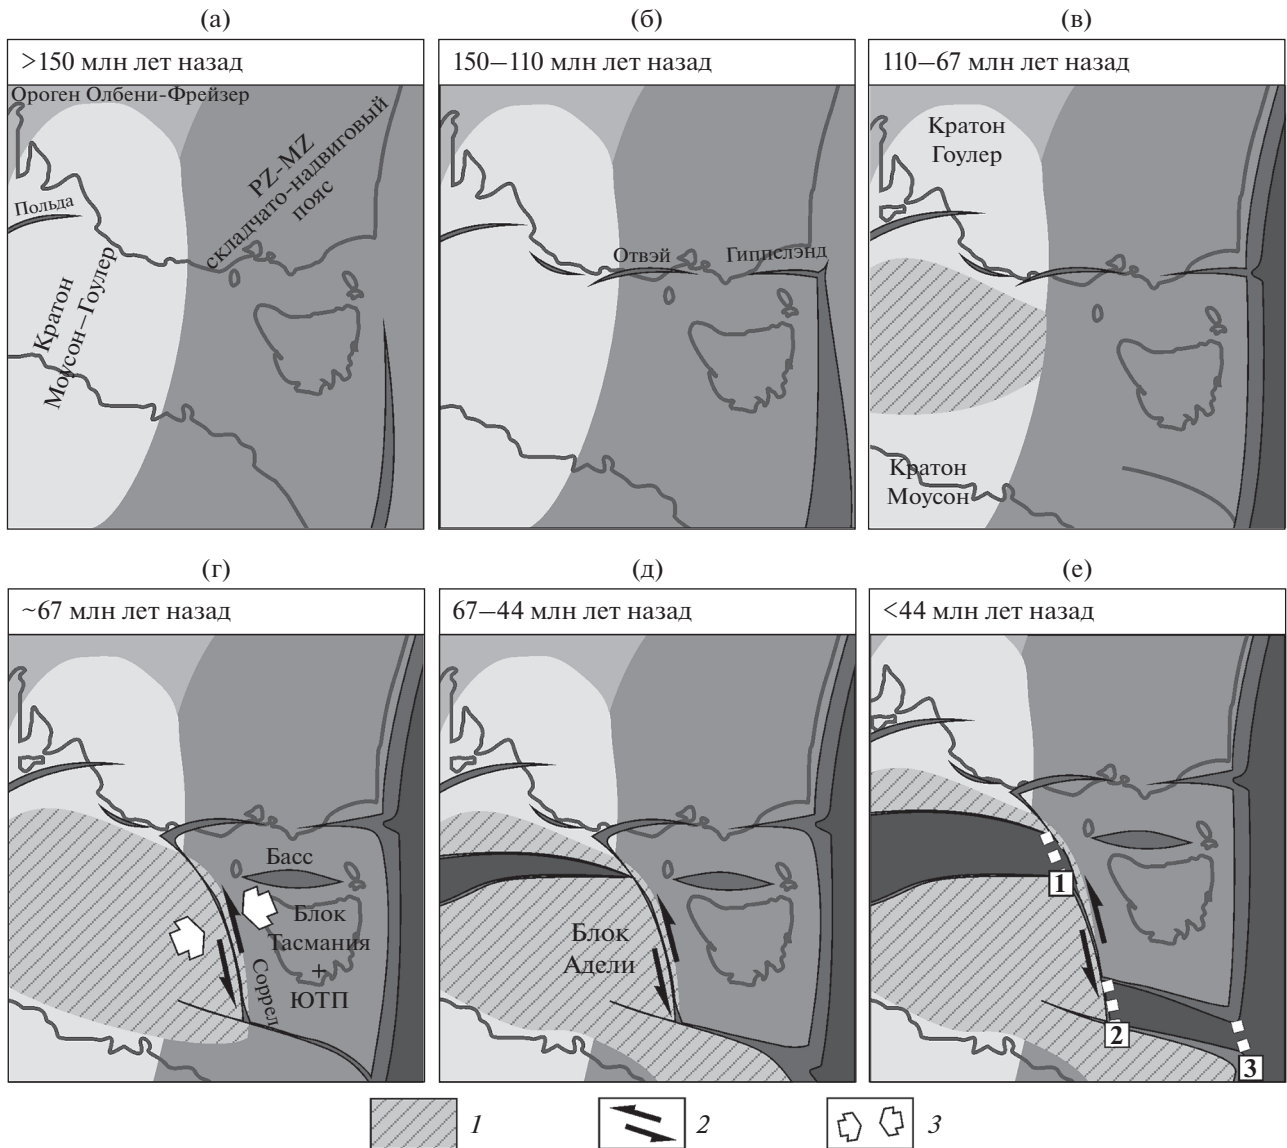 (а)
(б)
(в)
>150 млн лет назад
150–110 млн лет назад
110–67 млн лет назад
Ороген Олбени-Фрейзер
PZ-MZ
складчато-надвиговый
пояс
Польда
Кратон
Моусон–Гоулер
Отвэй
Гиппслэнд
Кратон
Гоулер
Кратон
Моусон
(г)
(д)
(е)
~67 млн лет назад
67–44 млн лет назад
<44 млн лет назад
Басс
Блок
Тасмания
+
ЮТП
Соррел
Блок
Адели
1
2
3
1
2
3